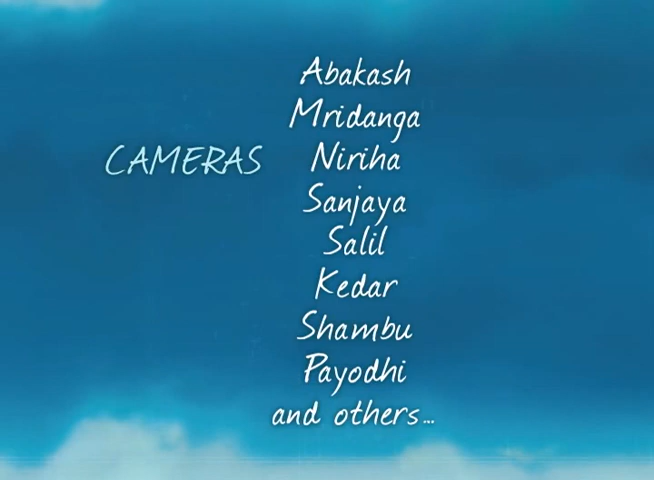 Abakash
Mridanga
CAMERAS Niriha
Sanjaya
Salil
Kedar
Shambu
Payodhi
and others...